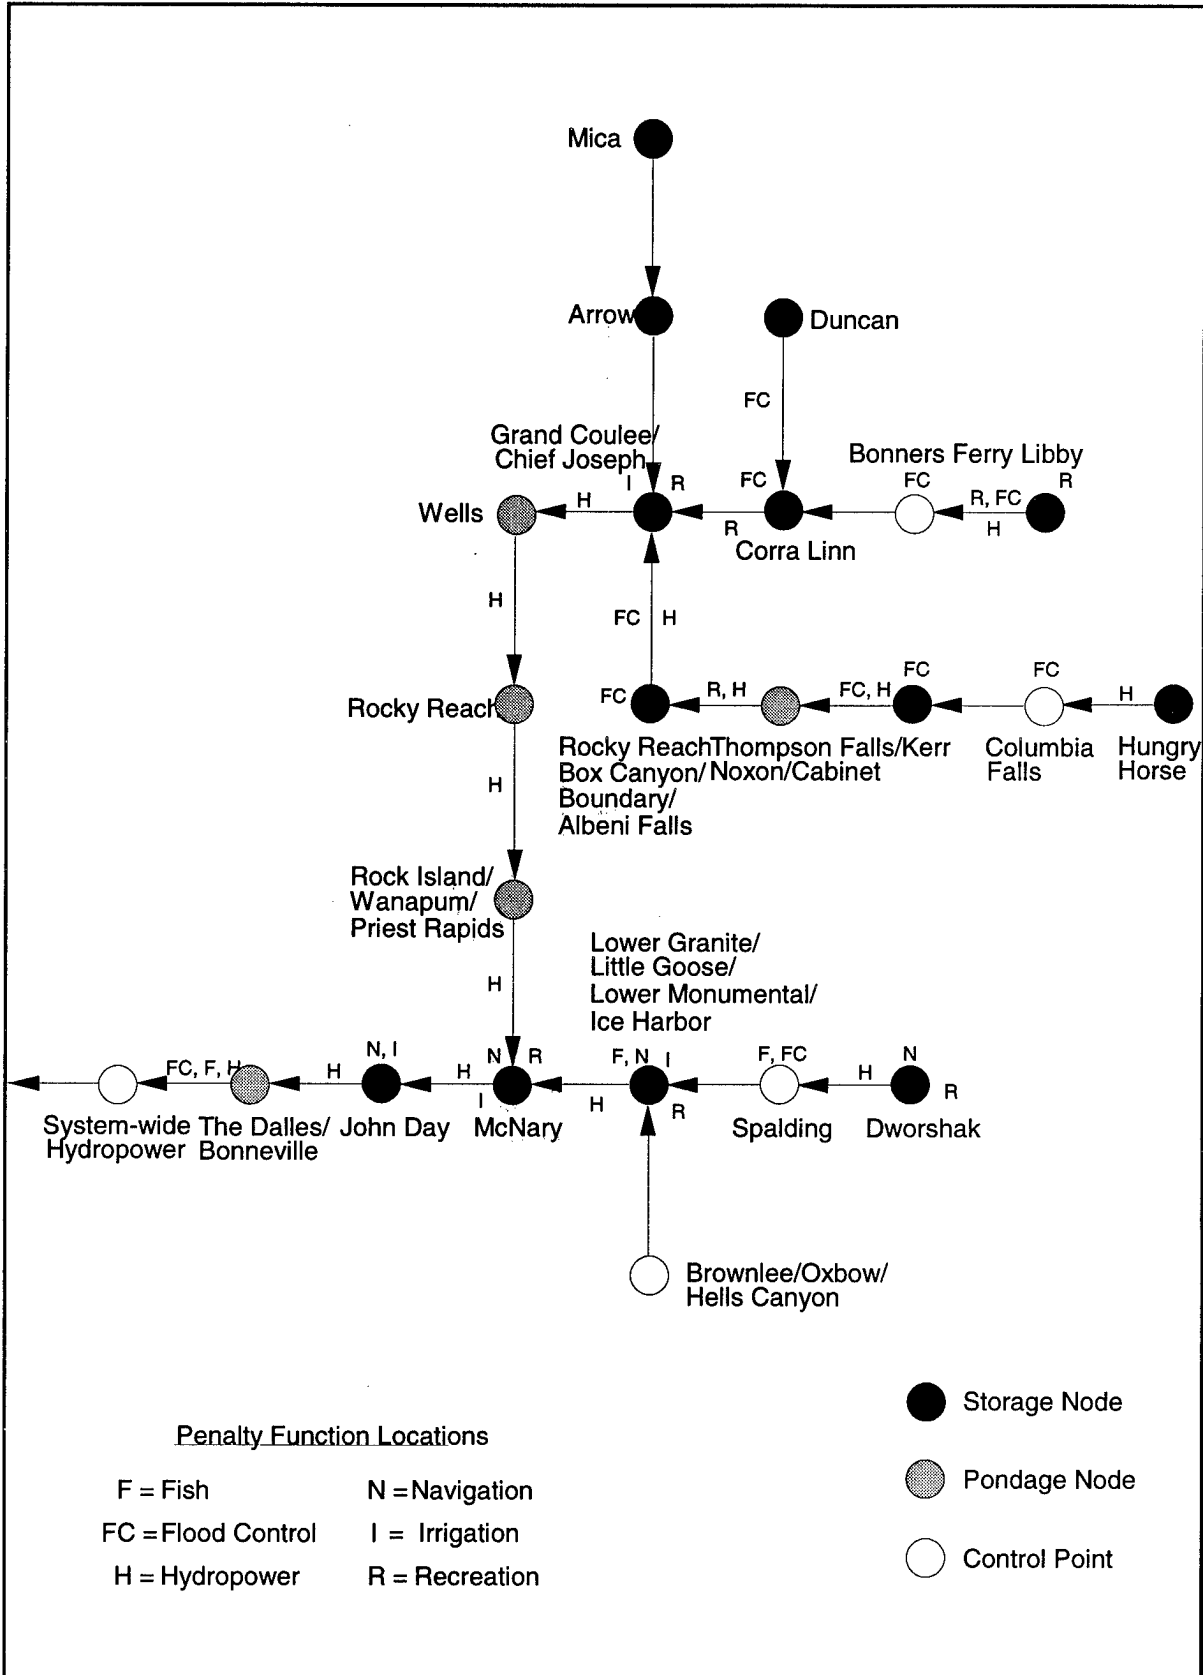 Mica
Arrow
Duncan
FC
Grand Coulee/
Chief Joseph
Bonners Ferry Libby
I
R
FC
FC
R, FC
R
H
Wells
R
H
Corra Linn
H
FC
H
FC
FC
Rocky Reach
FC
R, H
FC, H
H
Rocky Reach
Box Canyon/
Boundary/
Albeni Falls
Thompson Falls/Kerr
Noxon/Cabinet
Columbia
Falls
Hungry
Horse
H
Rock Island/
Wanapum/
Priest Rapids
Lower Granite/
Little Goose/
Lower Monumental/
Ice Harbor
H
FC, F, H
H
N, I
H
N
R
I
F, N
I
H
R
F, FC
H
N
R
System-wide
Hydropower
The Dalles/
Bonneville
John Day
McNary
Spalding
Dworshak
Brownlee/Oxbow/
Hells Canyon
Penalty Function Locations
F = Fish
N = Navigation
FC = Flood Control
I = Irrigation
H = Hydropower
R = Recreation
Storage Node
Pondage Node
Control Point